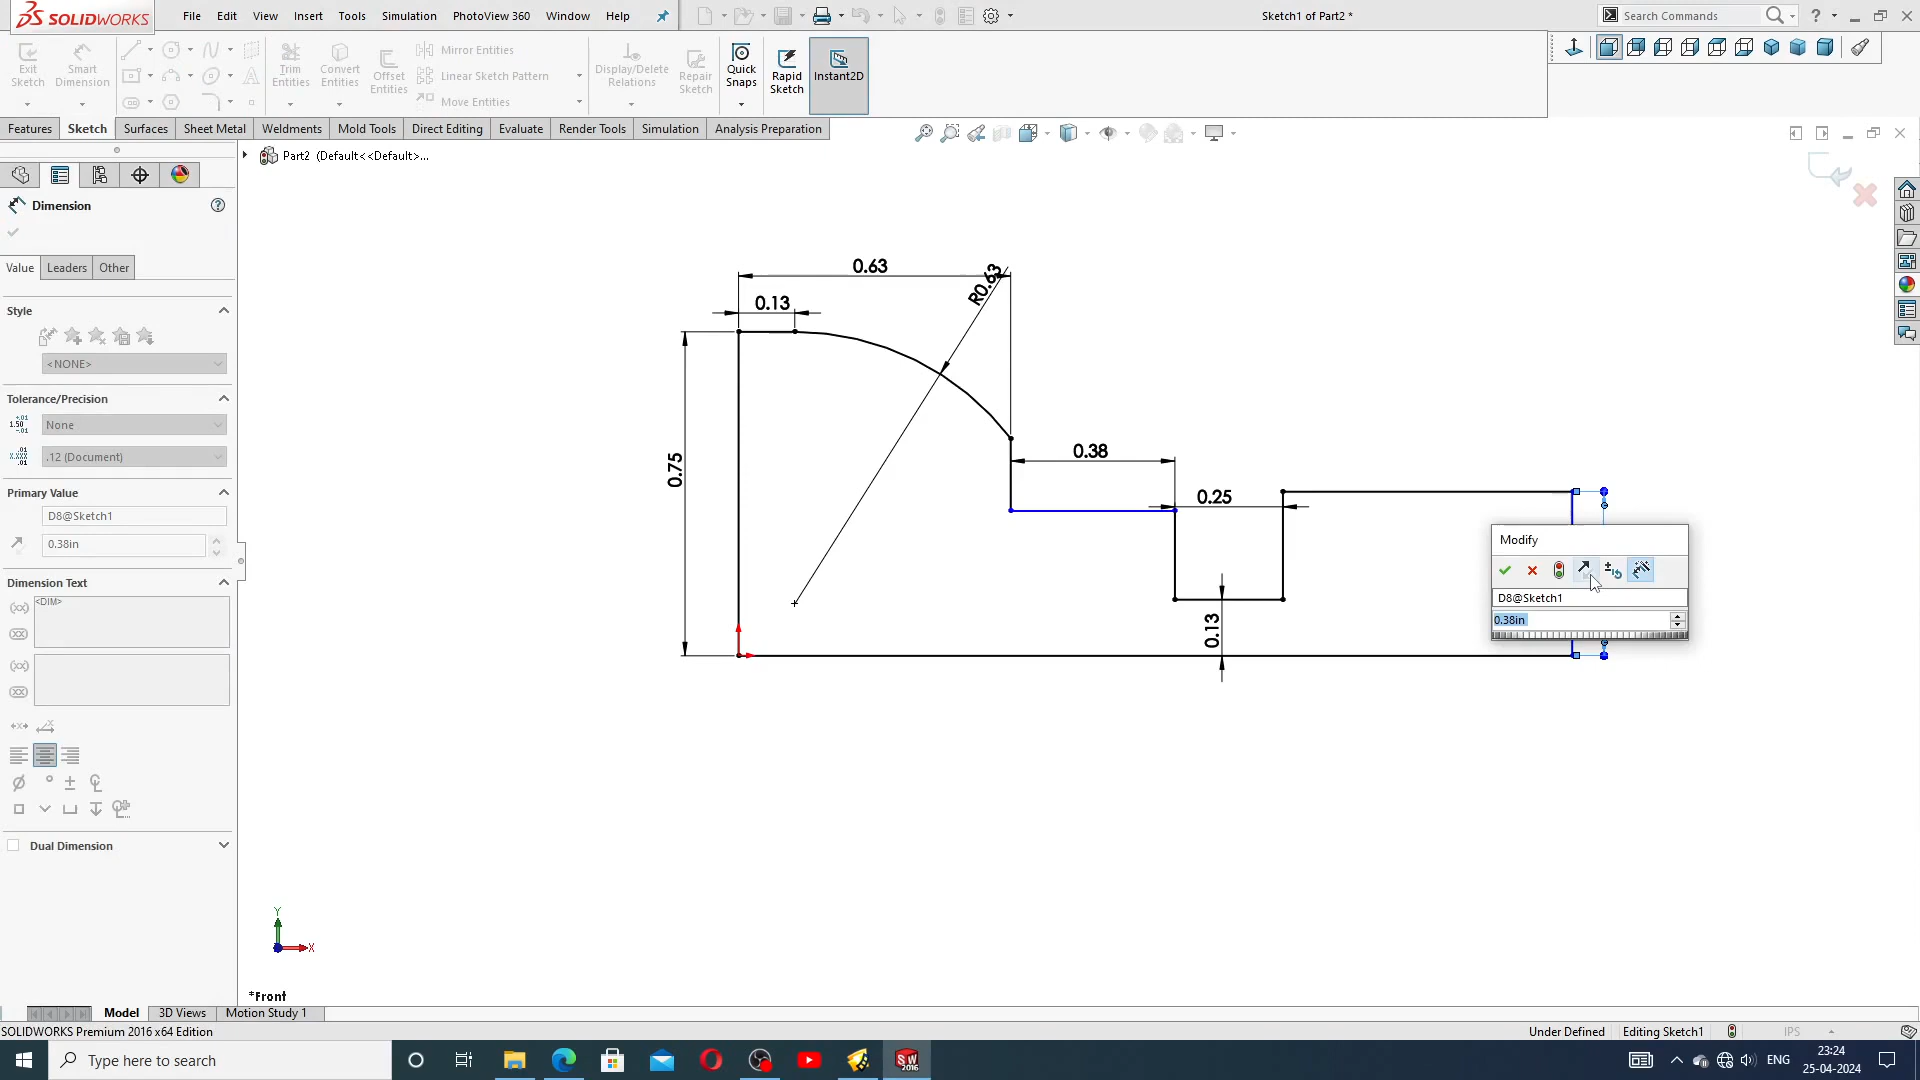 SOLIDWORKS
File Edit View Insert Tools Simulation PhotoView 360 Window Help
Sketch1 of Part2 *
Search Commands
Exit Sketch
Smart Dimension
Trim Entities
Convert Entities
Offset Entities
Mirror Entities
Linear Sketch Pattern
Move Entities
Display/Delete Relations
Repair Sketch
Quick Snaps
Rapid Sketch
Instant2D
Features Sketch Surfaces Sheet Metal Weldments Mold Tools Direct Editing Evaluate Render Tools Simulation Analysis Preparation
Part2 (Default<<Default>...
Dimension
Value Leaders Other
Style
<NONE>
Tolerance/Precision
None
.12 (Document)
Primary Value
D8@Sketch1
0.38in
Dimension Text
<DIM>
Dual Dimension
0.63
R0.63
0.13
0.75
0.38
0.25
0.13
Modify
D8@Sketch1
0.38in
Y
X
*Front
Model 3D Views Motion Study 1
SOLIDWORKS Premium 2016 x64 Edition
Under Defined Editing Sketch1 IPS
Type here to search
ENG
23:24
25-04-2024